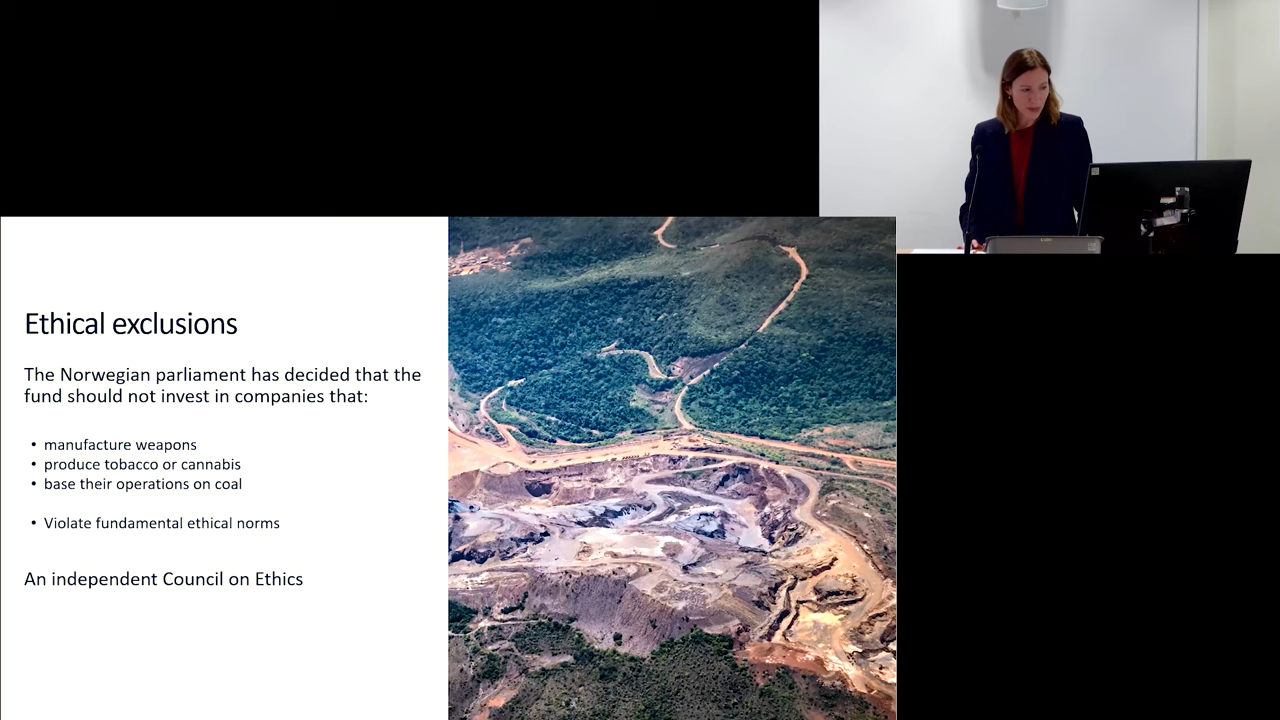 Ethical exclusions
The Norwegian parliament has decided that the
fund should not invest in companies that:
• manufacture weapons
• produce tobacco or cannabis
• base their operations on coal
• Violate fundamental ethical norms
An independent Council on Ethics